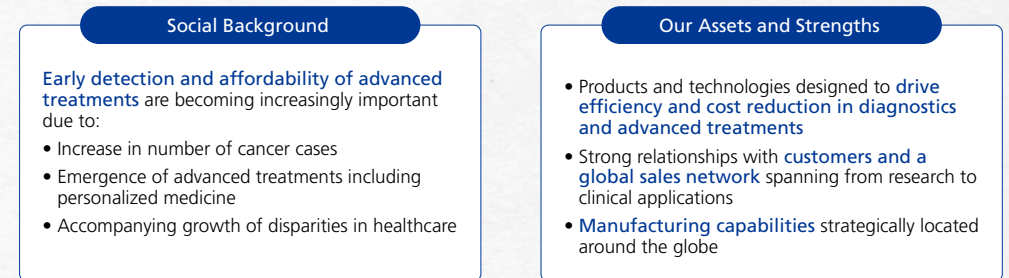 Social Background
Early detection and affordability of advanced
treatments are becoming increasingly important
due to:
• Increase in number of cancer cases
• Emergence of advanced treatments including
personalized medicine
• Accompanying growth of disparities in healthcare
Our Assets and Strengths
• Products and technologies designed to drive
efficiency and cost reduction in diagnostics
and advanced treatments
• Strong relationships with customers and a
global sales network spanning from research to
clinical applications
• Manufacturing capabilities strategically located
around the globe